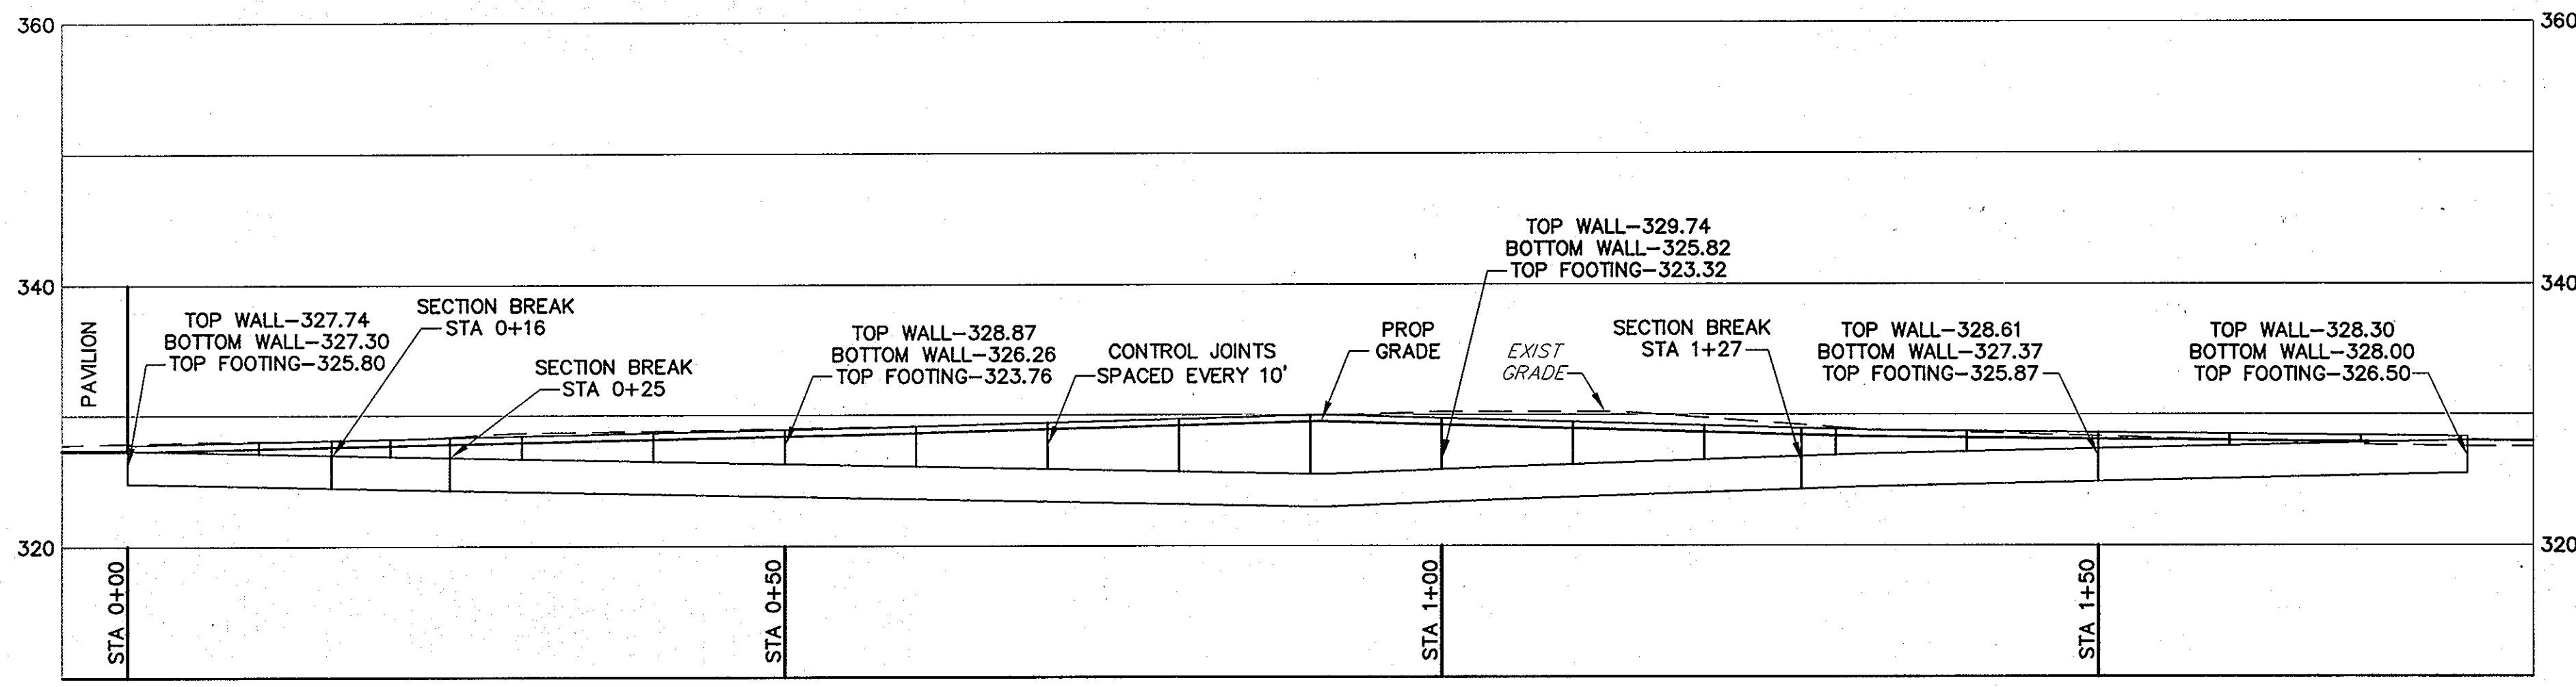 360
360
TOP WALL-329.74
BOTTOM WALL-325.82
TOP FOOTING-323.32
340
340
PAVILION
TOP WALL-327.74
BOTTOM WALL-327.30
TOP FOOTING-325.80
SECTION BREAK
STA 0+16
SECTION BREAK
STA 0+25
TOP WALL-328.87
BOTTOM WALL-326.26
TOP FOOTING-323.76
CONTROL JOINTS
SPACED EVERY 10'
PROP
GRADE
EXIST
GRADE
SECTION BREAK
STA 1+27
TOP WALL-328.61
BOTTOM WALL-327.37
TOP FOOTING-325.87
TOP WALL-328.30
BOTTOM WALL-328.00
TOP FOOTING-326.50
320
320
STA 0+00
STA 0+50
STA 1+00
STA 1+50